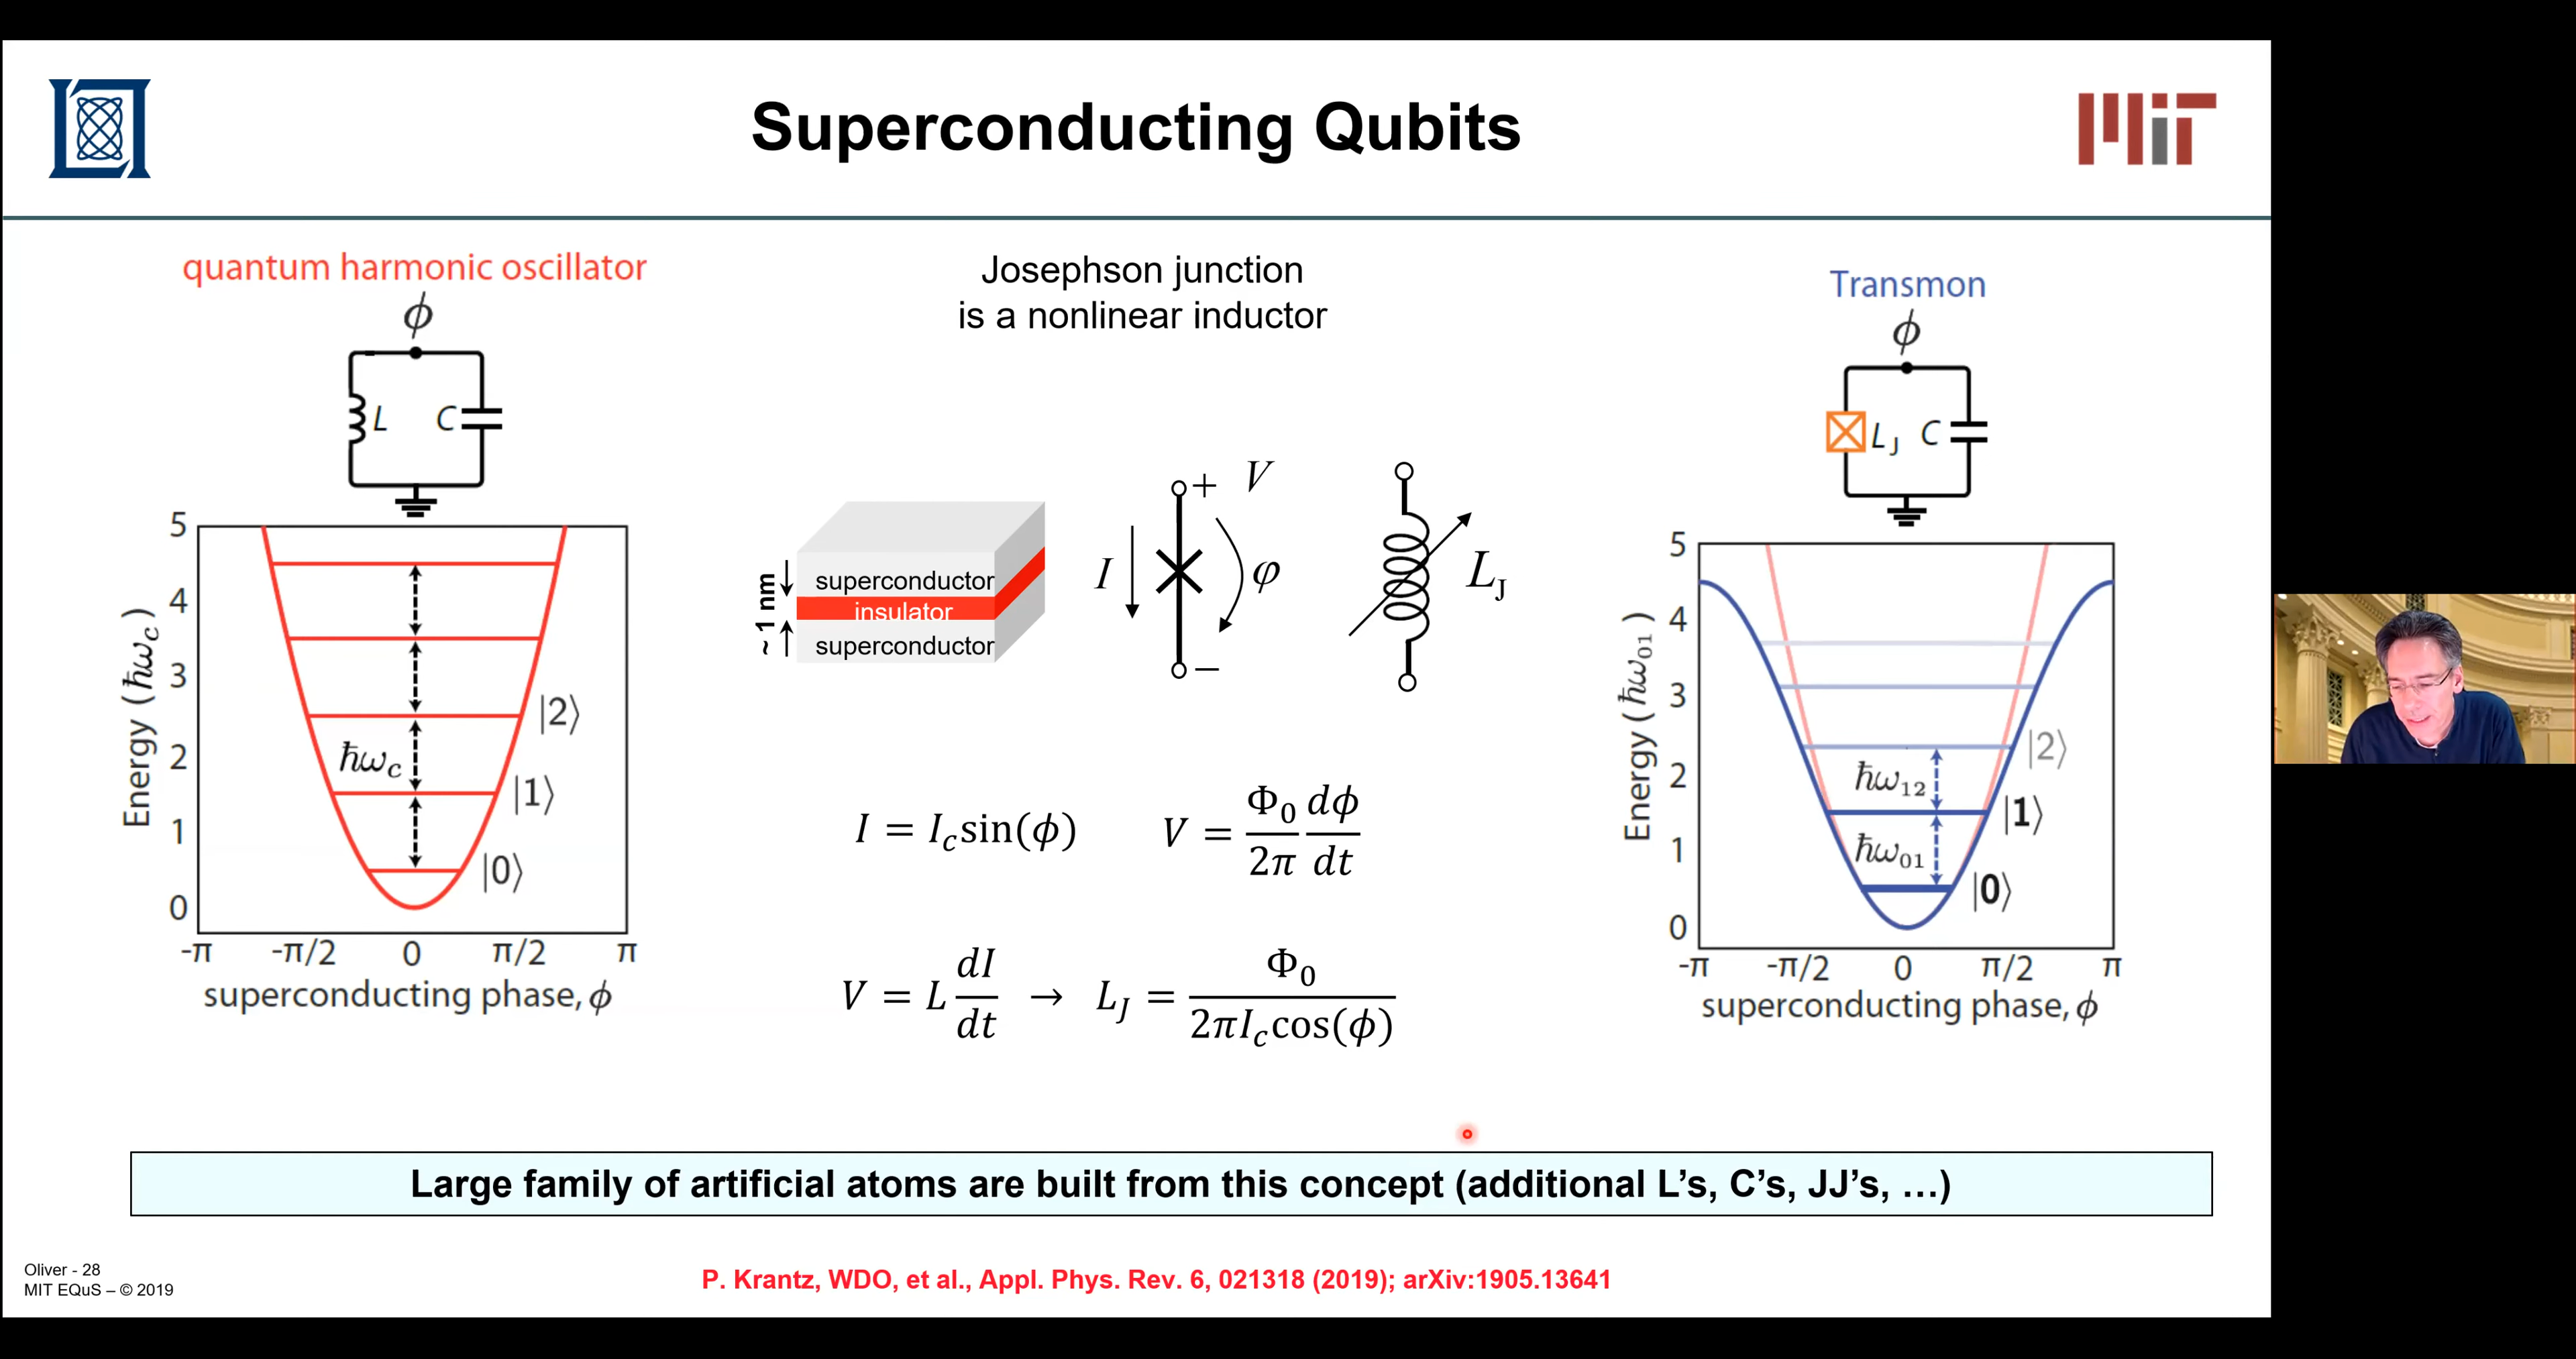 Superconducting Qubits
MIT
quantum harmonic oscillator
ϕ
L
C
5
4
3
2
1
0
Energy (ħω_c)
|2⟩
ħω_c
|1⟩
|0⟩
-π
-π/2
0
π/2
π
superconducting phase, ϕ
Josephson junction
is a nonlinear inductor
~ 1 nm
superconductor
insulator
superconductor
I
+
V
φ
−
L_J
I = I_c sin(ϕ)
V = Φ_0/2π dϕ/dt
V = L dI/dt → L_J = Φ_0/2πI_c cos(ϕ)
Transmon
ϕ
L_J
C
5
4
3
2
1
0
Energy (ħω_01)
|2⟩
ħω_12
|1⟩
ħω_01
|0⟩
-π
-π/2
0
π/2
π
superconducting phase, ϕ
Large family of artificial atoms are built from this concept (additional L’s, C’s, JJ’s, …)
Oliver - 28
MIT EQuS – © 2019
P. Krantz, WDO, et al., Appl. Phys. Rev. 6, 021318 (2019); arXiv:1905.13641